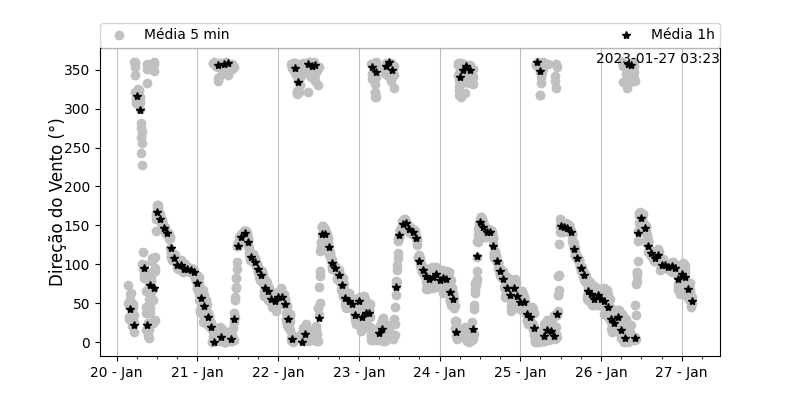 Média 5 min
Média 1h
2023-01-27 03:23
Direção do Vento (°)
350
300
250
200
150
100
50
0
20 - Jan
21 - Jan
22 - Jan
23 - Jan
24 - Jan
25 - Jan
26 - Jan
27 - Jan